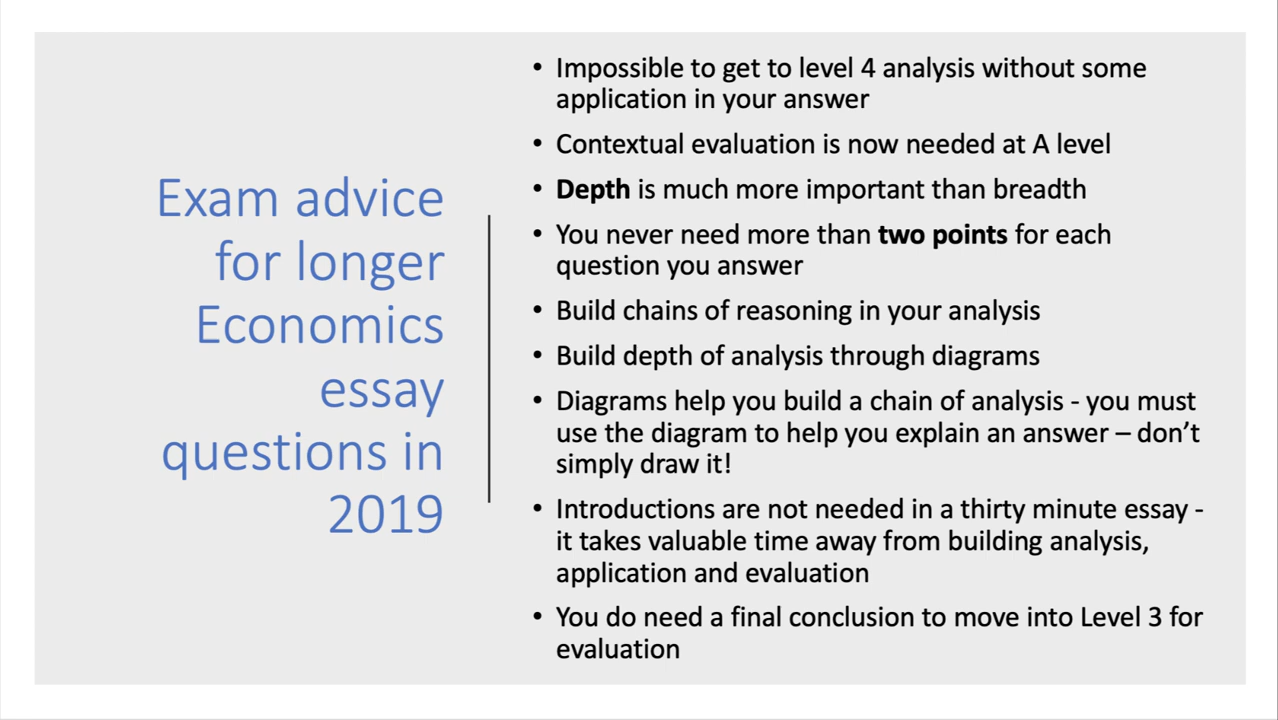 Exam advice
for longer
Economics
essay
questions in
2019
• Impossible to get to level 4 analysis without some
application in your answer
• Contextual evaluation is now needed at A level
• Depth is much more important than breadth
• You never need more than two points for each
question you answer
• Build chains of reasoning in your analysis
• Build depth of analysis through diagrams
• Diagrams help you build a chain of analysis - you must
use the diagram to help you explain an answer – don’t
simply draw it!
• Introductions are not needed in a thirty minute essay -
it takes valuable time away from building analysis,
application and evaluation
• You do need a final conclusion to move into Level 3 for
evaluation